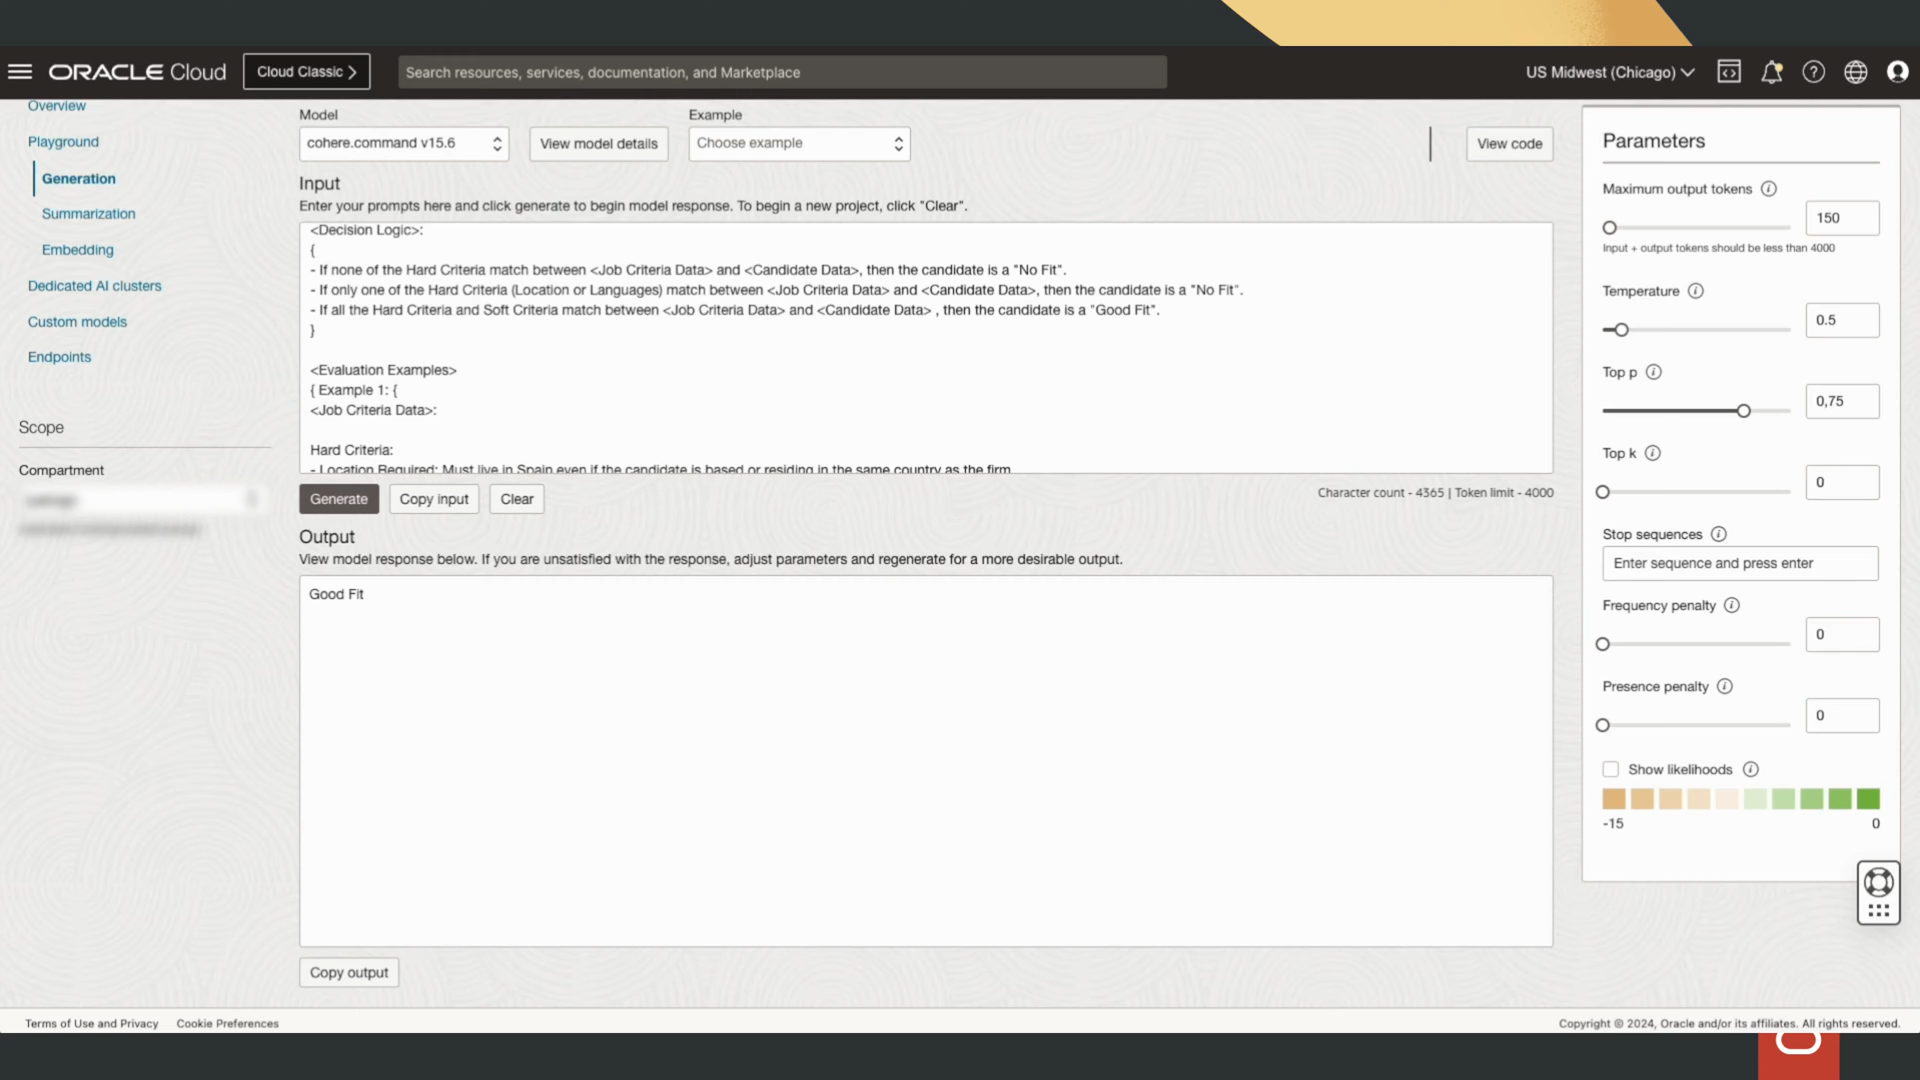 ORACLE Cloud
Cloud Classic
Search resources, services, documentation, and Marketplace
US Midwest (Chicago)
Overview
Playground
Generation
Summarization
Embedding
Dedicated AI clusters
Custom models
Endpoints
Scope
Compartment
Model
cohere.command v15.6
View model details
Example
Choose example
View code
Input
Enter your prompts here and click generate to begin model response. To begin a new project, click "Clear".
<Decision Logic>:
{
- If none of the Hard Criteria match between <Job Criteria Data> and <Candidate Data>, then the candidate is a "No Fit".
- If only one of the Hard Criteria (Location or Languages) match between <Job Criteria Data> and <Candidate Data>, then the candidate is a "No Fit".
- If all the Hard Criteria and Soft Criteria match between <Job Criteria Data> and <Candidate Data> , then the candidate is a "Good Fit".
}
<Evaluation Examples>
{ Example 1: {
<Job Criteria Data>:
Hard Criteria:
- Location Required: Must live in Spain even if the candidate is based or residing in the same country as the firm
Generate
Copy input
Clear
Character count - 4365 | Token limit - 4000
Output
View model response below. If you are unsatisfied with the response, adjust parameters and regenerate for a more desirable output.
Good Fit
Copy output
Parameters
Maximum output tokens
150
Input + output tokens should be less than 4000
Temperature
0.5
Top p
0,75
Top k
0
Stop sequences
Enter sequence and press enter
Frequency penalty
0
Presence penalty
0
Show likelihoods
-15
0
Terms of Use and Privacy
Cookie Preferences
Copyright © 2024, Oracle and/or its affiliates. All rights reserved.